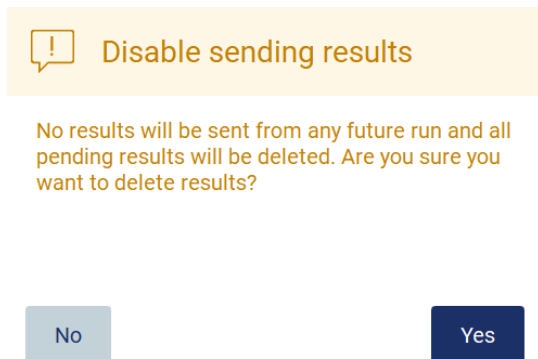 Disable sending results
No results will be sent from any future run and all
pending results will be deleted. Are you sure you
want to delete results?
No
Yes